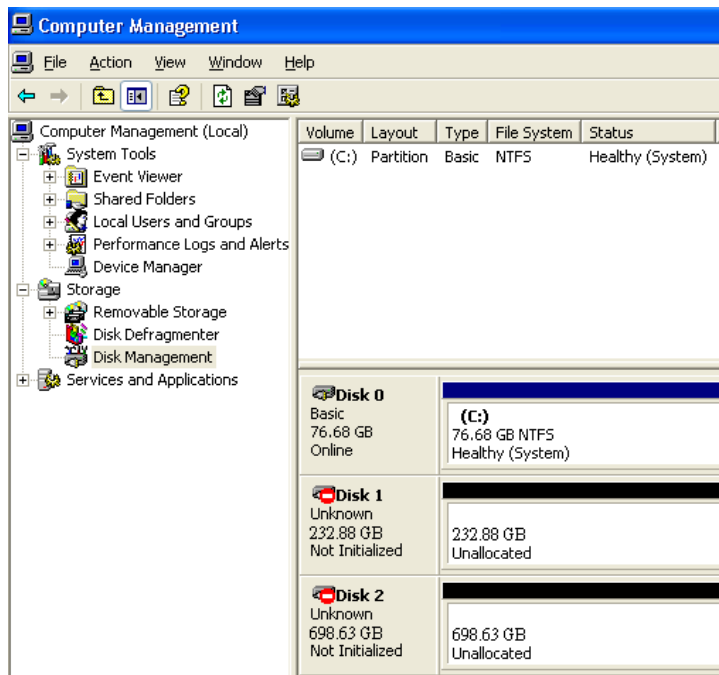 Computer Management
File Action View Window Help
Computer Management (Local)
System Tools
Event Viewer
Shared Folders
Local Users and Groups
Performance Logs and Alerts
Device Manager
Storage
Removable Storage
Disk Defragmenter
Disk Management
Services and Applications
Volume Layout Type File System Status
(C:) Partition Basic NTFS Healthy (System)
Disk 0
Basic
76.68 GB
Online
(C:)
76.68 GB NTFS
Healthy (System)
Disk 1
Unknown
232.88 GB
Not Initialized
232.88 GB
Unallocated
Disk 2
Unknown
698.63 GB
Not Initialized
698.63 GB
Unallocated